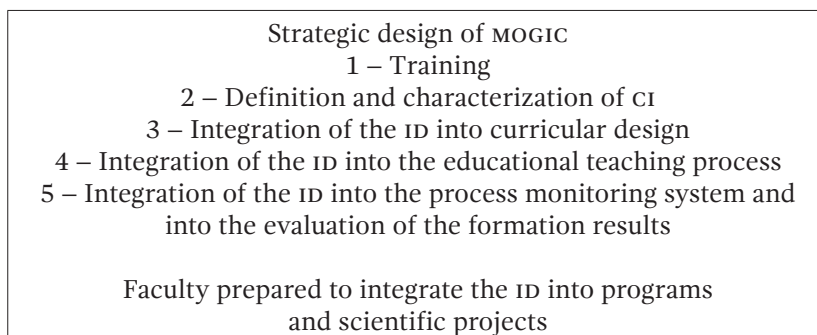 Strategic design of MOGIC
1 – Training
2 – Definition and characterization of CI
3 – Integration of the ID into curricular design
4 – Integration of the ID into the educational teaching process
5 – Integration of the ID into the process monitoring system and
into the evaluation of the formation results
Faculty prepared to integrate the ID into programs
and scientific projects